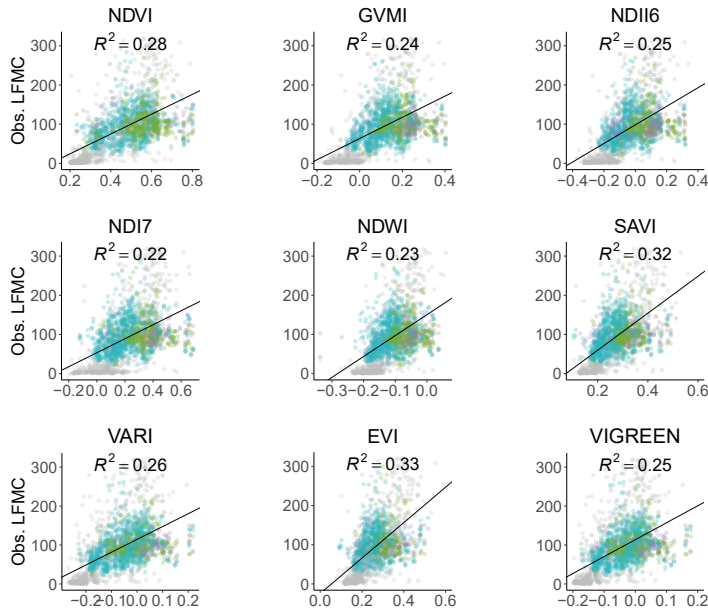 NDVI
R² = 0.28
Obs. LFMC
300
200
100
0
0.2 0.4 0.6 0.8
GVMI
R² = 0.24
300
200
100
0
−0.2 0.0 0.2 0.4
NDII6
R² = 0.25
300
200
100
0
−0.4 −0.2 0.0 0.2 0.4
NDI7
R² = 0.22
Obs. LFMC
300
200
100
0
−0.2 0.0 0.2 0.4 0.6
NDWI
R² = 0.23
300
200
100
0
−0.3 −0.2 −0.1 0.0
SAVI
R² = 0.32
300
200
100
0
0.2 0.4 0.6
VARI
R² = 0.26
Obs. LFMC
300
200
100
0
−0.2 −0.1 0.0 0.1 0.2
EVI
R² = 0.33
300
200
100
0
0.0 0.2 0.4 0.6
VIGREEN
R² = 0.25
300
200
100
0
−0.2 −0.1 0.0 0.1 0.2